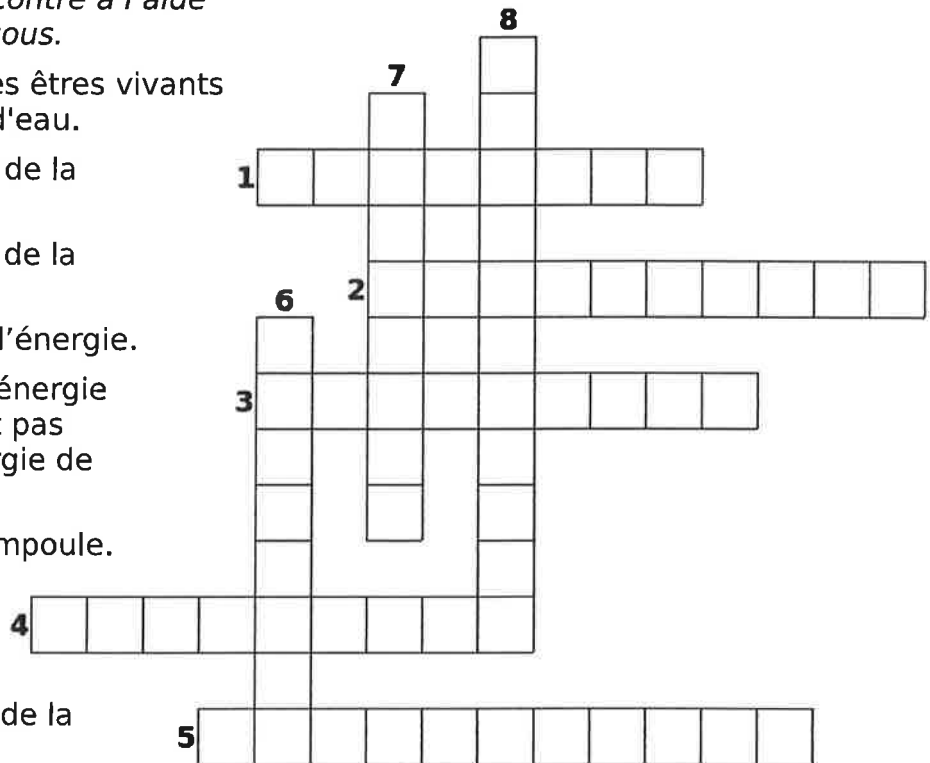 à l'aide
ous.
es êtres vivants
d'eau.
de la
de la
l'énergie.
énergie
pas
gie de
mpoule.
de la
8
7
1
2
6
3
4
5